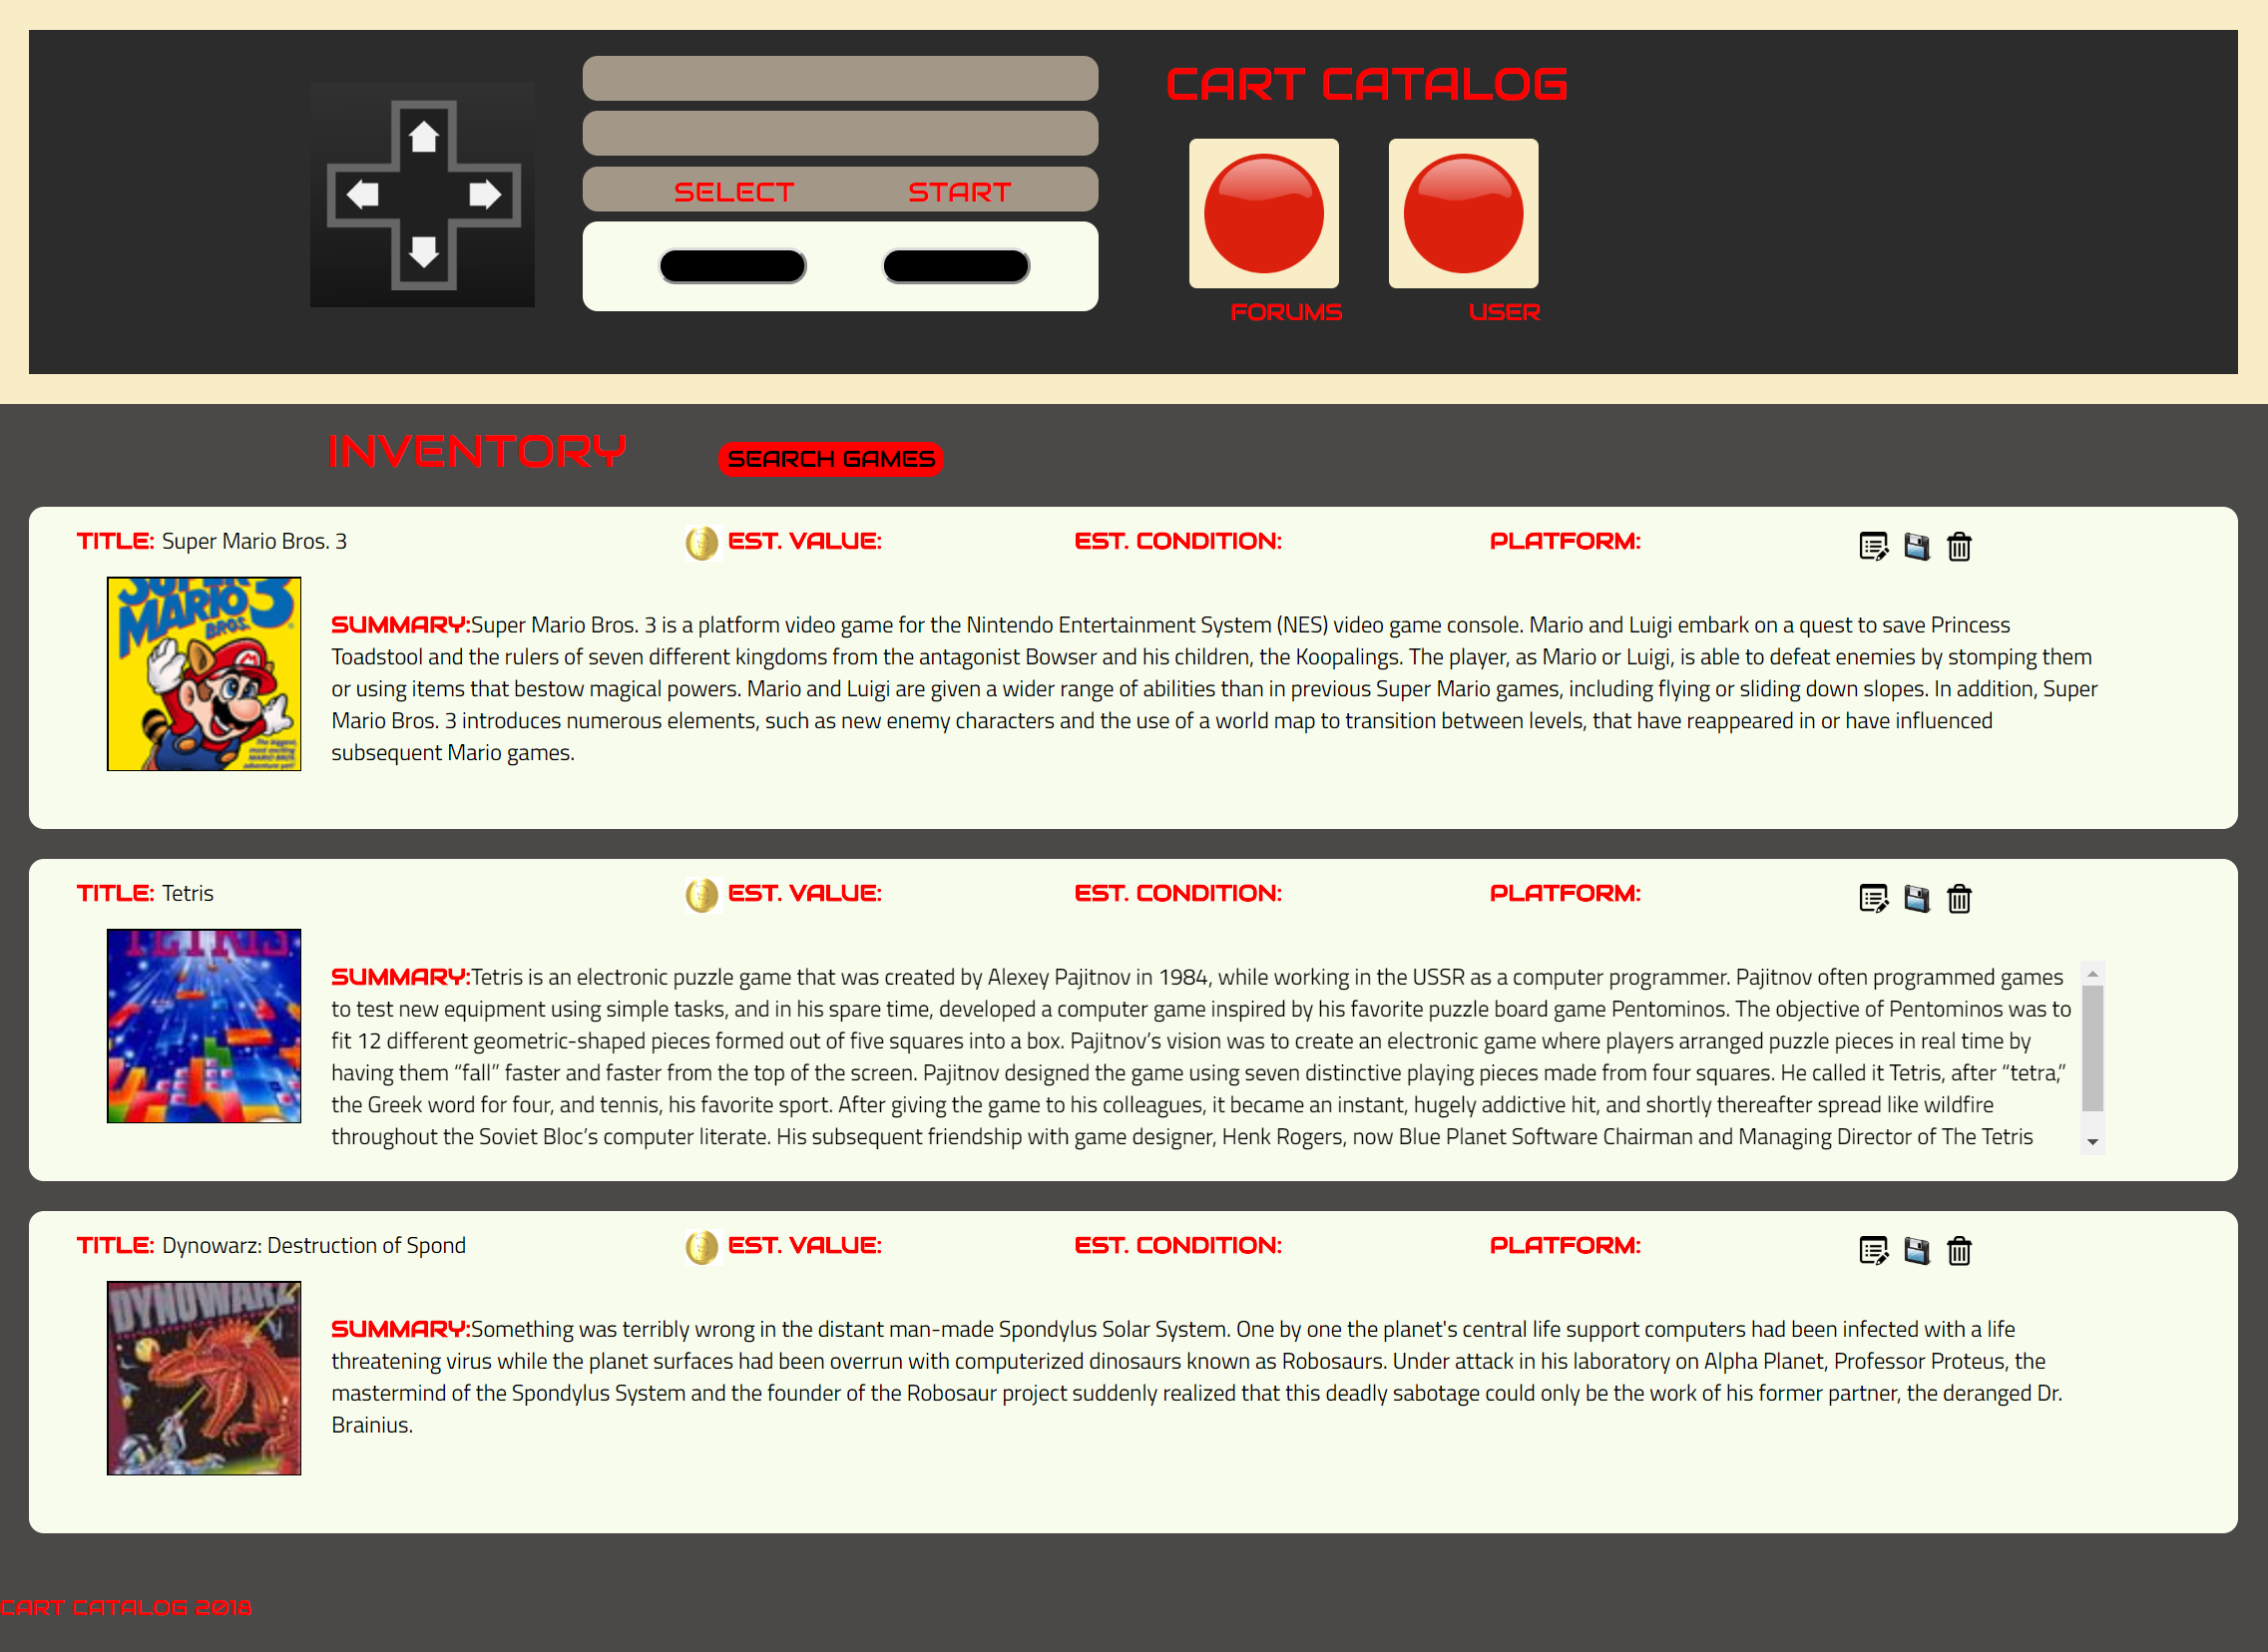 CART CATALOG
SELECT START
FORUMS USER
INVENTORY SEARCH GAMES
TITLE: Super Mario Bros. 3 EST. VALUE: EST. CONDITION: PLATFORM:
SUPER
MARIO 3
BROS.
SUMMARY:Super Mario Bros. 3 is a platform video game for the Nintendo Entertainment System (NES) video game console. Mario and Luigi embark on a quest to save Princess
Toadstool and the rulers of seven different kingdoms from the antagonist Bowser and his children, the Koopalings. The player, as Mario or Luigi, is able to defeat enemies by stomping them
or using items that bestow magical powers. Mario and Luigi are given a wider range of abilities than in previous Super Mario games, including flying or sliding down slopes. In addition, Super
Mario Bros. 3 introduces numerous elements, such as new enemy characters and the use of a world map to transition between levels, that have reappeared in or have influenced
subsequent Mario games.
TITLE: Tetris EST. VALUE: EST. CONDITION: PLATFORM:
TETRIS
SUMMARY:Tetris is an electronic puzzle game that was created by Alexey Pajitnov in 1984, while working in the USSR as a computer programmer. Pajitnov often programmed games
to test new equipment using simple tasks, and in his spare time, developed a computer game inspired by his favorite puzzle board game Pentominos. The objective of Pentominos was to
fit 12 different geometric-shaped pieces formed out of five squares into a box. Pajitnov’s vision was to create an electronic game where players arranged puzzle pieces in real time by
having them “fall” faster and faster from the top of the screen. Pajitnov designed the game using seven distinctive playing pieces made from four squares. He called it Tetris, after “tetra,”
the Greek word for four, and tennis, his favorite sport. After giving the game to his colleagues, it became an instant, hugely addictive hit, and shortly thereafter spread like wildfire
throughout the Soviet Bloc’s computer literate. His subsequent friendship with game designer, Henk Rogers, now Blue Planet Software Chairman and Managing Director of The Tetris
TITLE: Dynowarz: Destruction of Spond EST. VALUE: EST. CONDITION: PLATFORM:
DYNOWARZ
SUMMARY:Something was terribly wrong in the distant man-made Spondylus Solar System. One by one the planet's central life support computers had been infected with a life
threatening virus while the planet surfaces had been overrun with computerized dinosaurs known as Robosaurs. Under attack in his laboratory on Alpha Planet, Professor Proteus, the
mastermind of the Spondylus System and the founder of the Robosaur project suddenly realized that this deadly sabotage could only be the work of his former partner, the deranged Dr.
Brainius.
CART CATALOG 2018